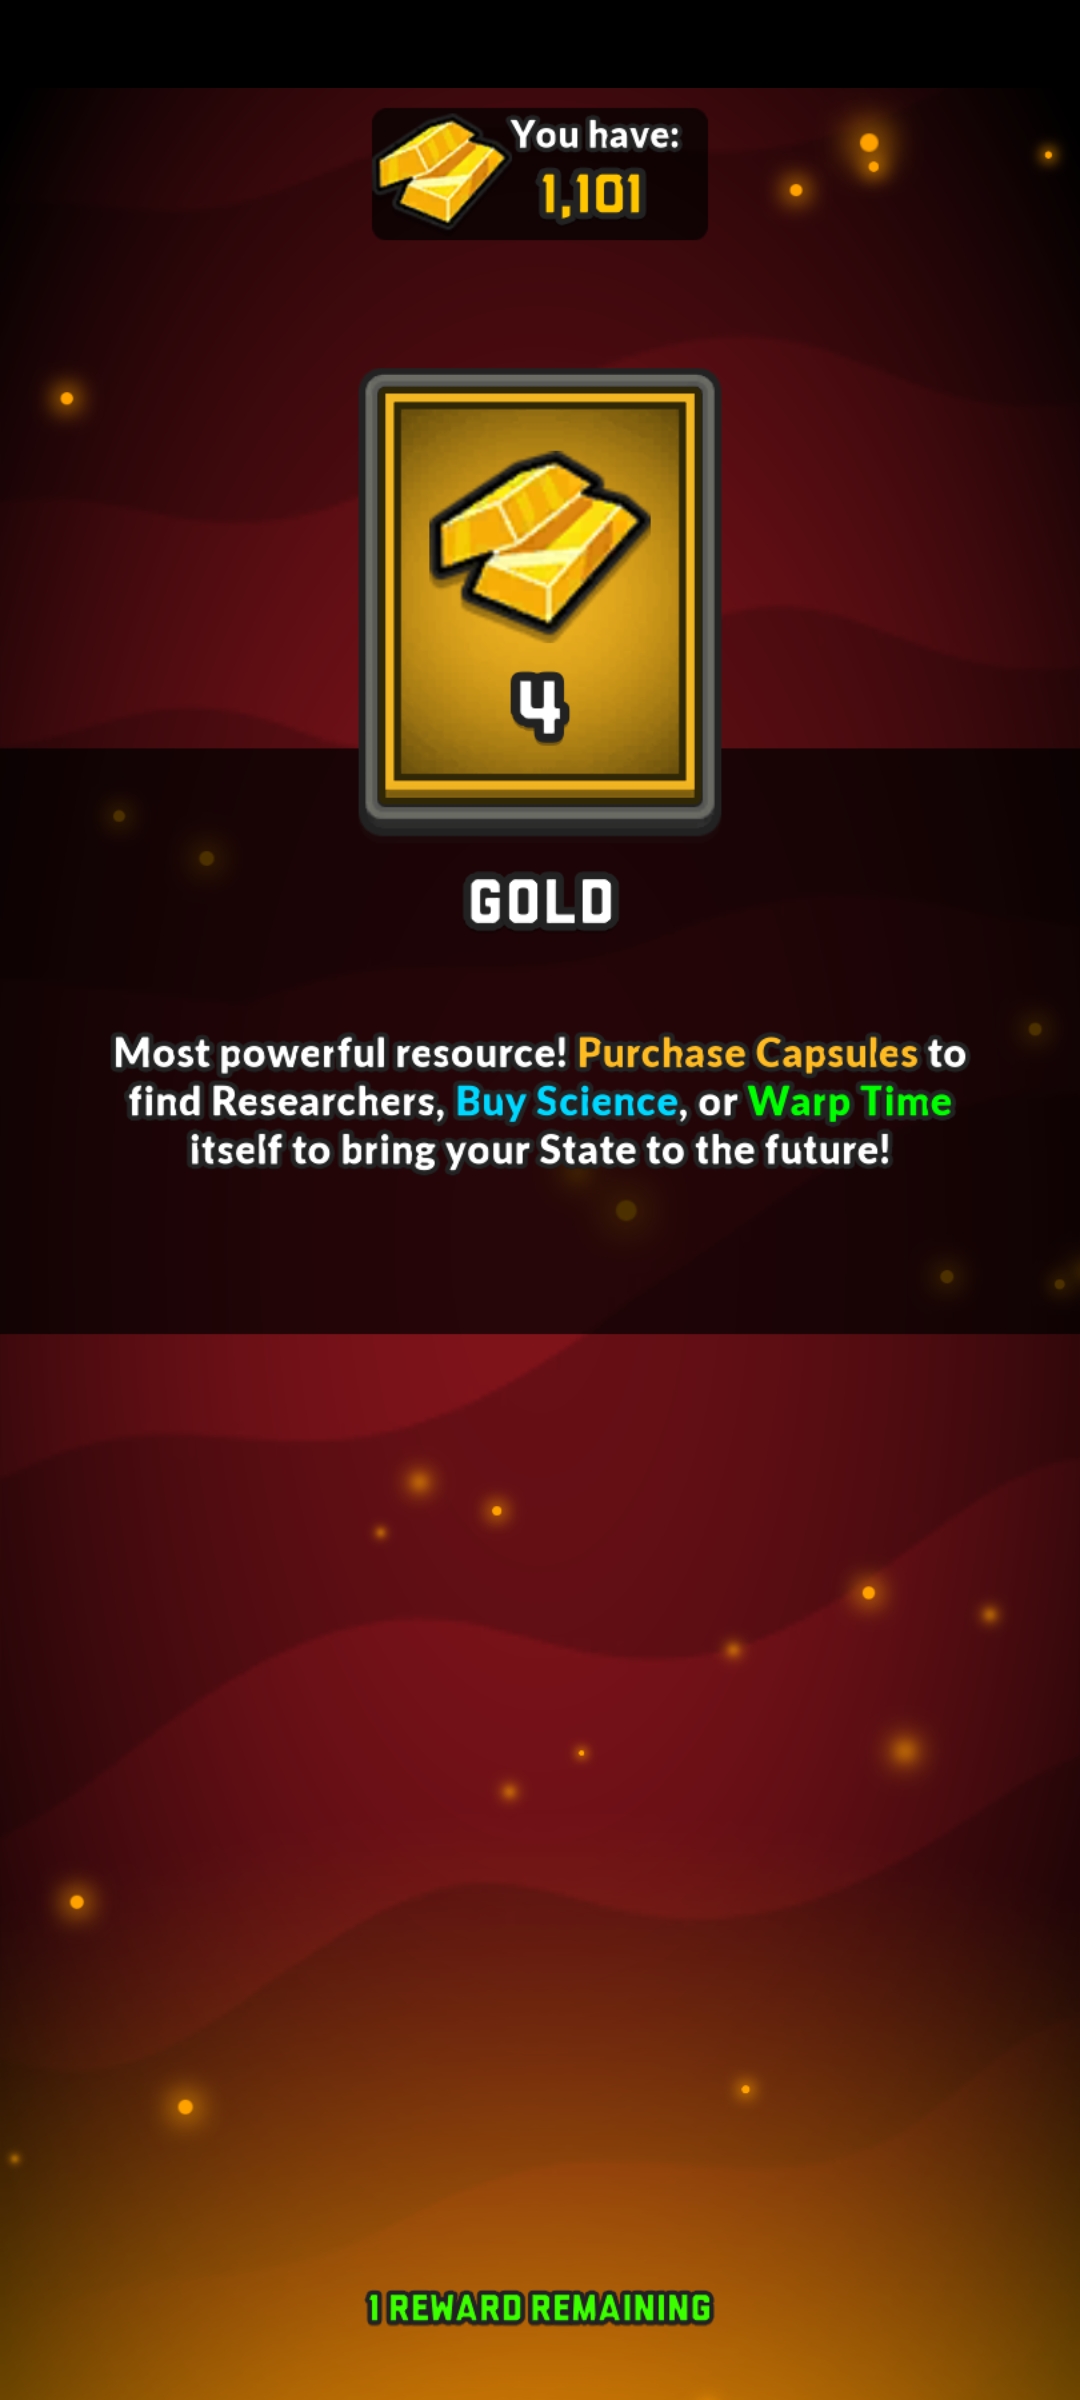 You have:
1,101
4
GOLD
Most powerful resource! Purchase Capsules to
find Researchers, Buy Science, or Warp Time
itself to bring your State to the future!
1 REWARD REMAINING